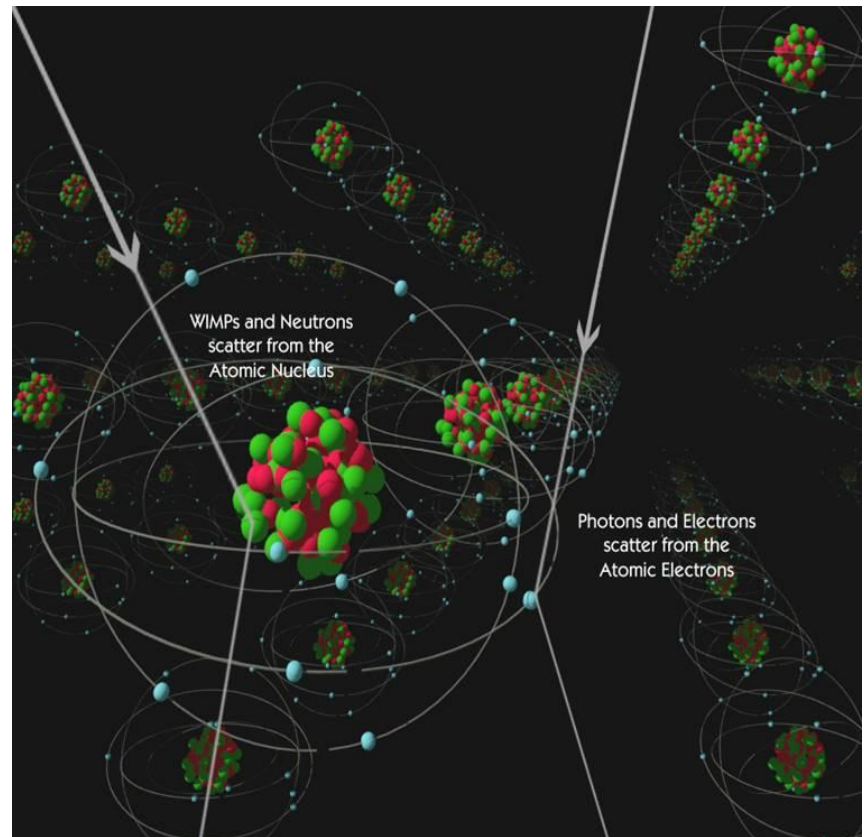 WIMPs and Neutrons
scatter from the
Atomic Nucleus
Photons and Electrons
scatter from the
Atomic Electrons